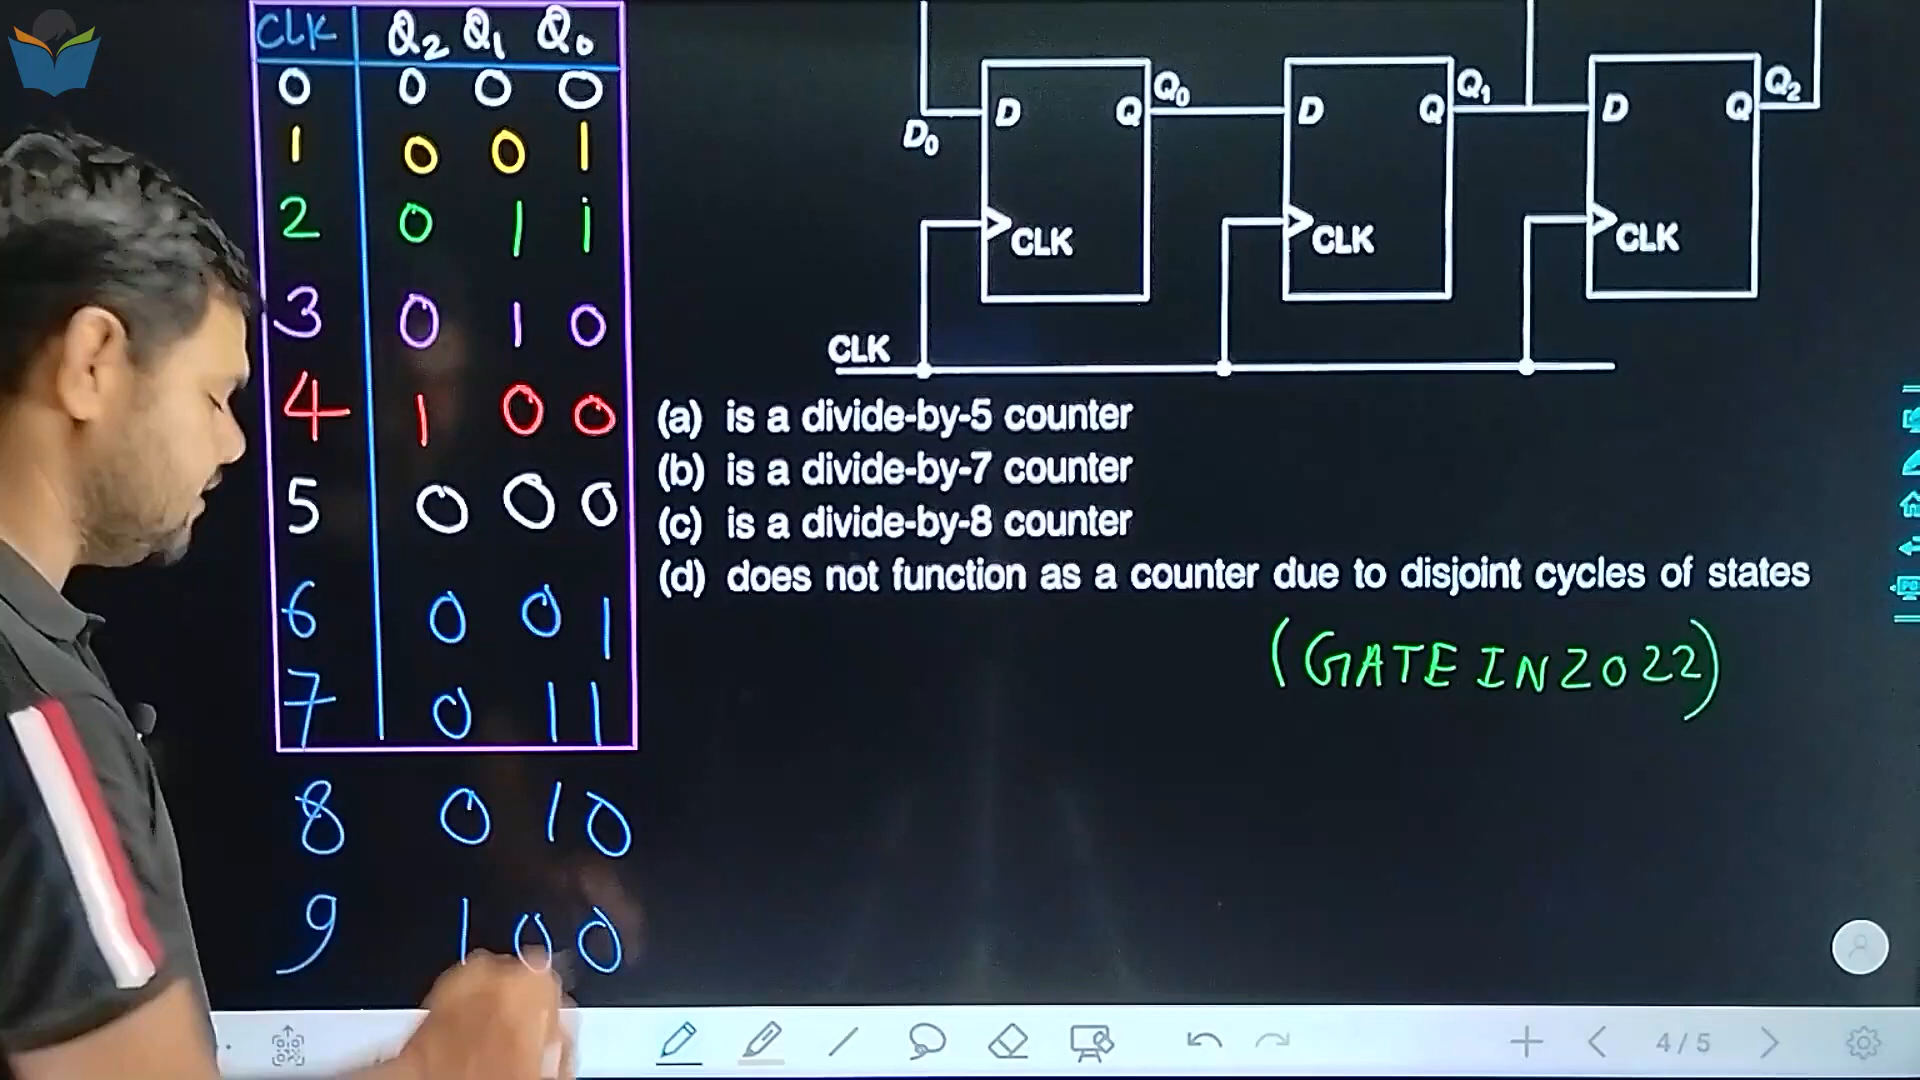 CLK Q2 Q1 Q0
0 0 0 0
1 0 0 1
2 0 1 1
3 0 1 0
4 1 0 0
5 0 0 0
6 0 0 1
7 0 1 1
8 0 1 0
9 1 0 0
D Q Q0 D Q Q1 D Q Q2
D0
CLK CLK CLK
CLK
(a) is a divide-by-5 counter
(b) is a divide-by-7 counter
(c) is a divide-by-8 counter
(d) does not function as a counter due to disjoint cycles of states
(GATE IN 2022)
4/5